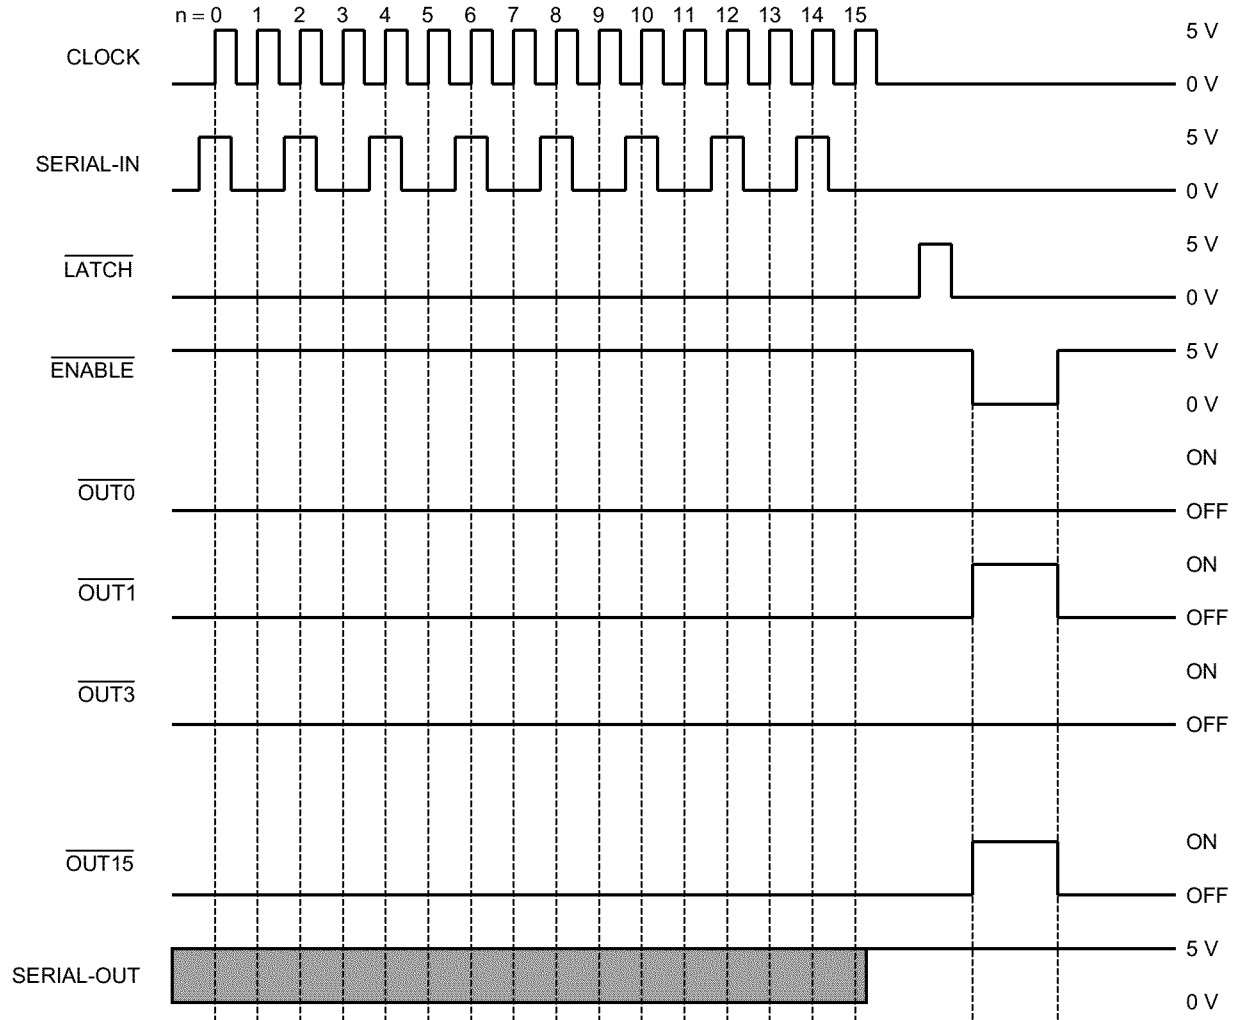 n = 0 1 2 3 4 5 6 7 8 9 10 11 12 13 14 15
CLOCK
5 V
0 V
SERIAL-IN
5 V
0 V
LATCH
5 V
0 V
ENABLE
5 V
0 V
OUT0
ON
OFF
OUT1
ON
OFF
OUT3
ON
OFF
OUT15
ON
OFF
SERIAL-OUT
5 V
0 V